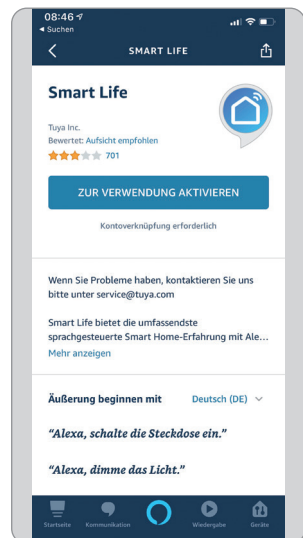 08:46
Suchen
SMART LIFE
Smart Life
Tuya Inc.
Bewertet: Aufsicht empfohlen
701
ZUR VERWENDUNG AKTIVIEREN
Kontoverknüpfung erforderlich
Wenn Sie Probleme haben, kontaktieren Sie uns
bitte unter service@tuya.com
Smart Life bietet die umfassendste
sprachgesteuerte Smart Home-Erfahrung mit Ale...
Mehr anzeigen
Äußerung beginnen mit Deutsch (DE)
“Alexa, schalte die Steckdose ein.”
“Alexa, dimme das Licht.”
Startseite Kommunikation Wiedergabe Geräte